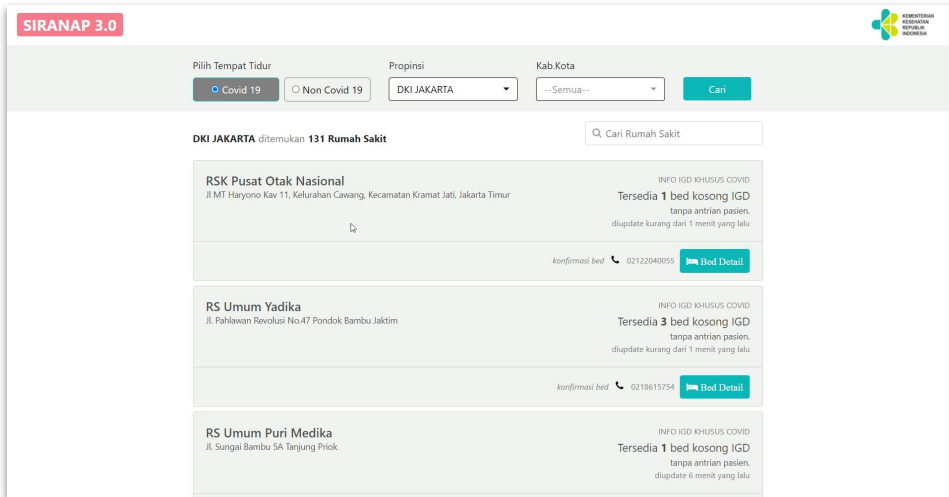 SIRANAP 3.0
KEMENTERIAN
KESEHATAN
REPUBLIK
INDONESIA
Pilih Tempat Tidur
Covid 19
Non Covid 19
Propinsi
DKI JAKARTA
Kab.Kota
--Semua--
Cari
DKI JAKARTA ditemukan 131 Rumah Sakit
Cari Rumah Sakit
RSK Pusat Otak Nasional
Jl MT Haryono Kav 11, Kelurahan Cawang, Kecamatan Kramat Jati, Jakarta Timur
INFO IGD KHUSUS COVID
Tersedia 1 bed kosong IGD
tanpa antrian pasien.
diupdate kurang dari 1 menit yang lalu
konfirmasi bed 02122040055 Bed Detail
RS Umum Yadika
Jl. Pahlawan Revolusi No.47 Pondok Bambu Jaktim
INFO IGD KHUSUS COVID
Tersedia 3 bed kosong IGD
tanpa antrian pasien.
diupdate kurang dari 1 menit yang lalu
konfirmasi bed 0218615754 Bed Detail
RS Umum Puri Medika
Jl. Sungai Bambu 5A Tanjung Priok
INFO IGD KHUSUS COVID
Tersedia 1 bed kosong IGD
tanpa antrian pasien.
diupdate 6 menit yang lalu